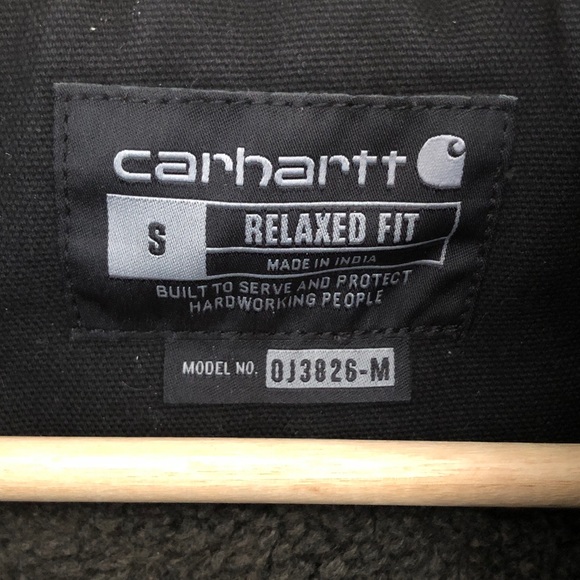 carhartt
S RELAXED FIT
MADE IN INDIA
BUILT TO SERVE AND PROTECT
HARDWORKING PEOPLE
MODEL NO. OJ3826-M